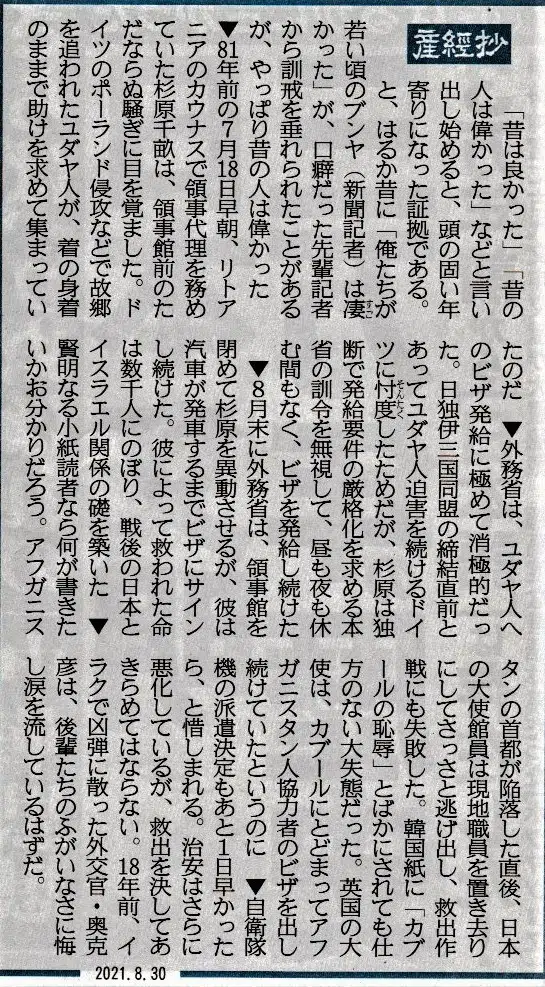 産經抄
「昔は良かった」「昔の
人は偉かった」などと言い
出し始めると、頭の固い年
寄りになった証拠である。
と、はるか昔に「俺たちが
若い頃のブンヤ(新聞記者)は凄すご
かった」が、口癖だった先輩記者
から訓戒を垂れられたことがある
が、やっぱり昔の人は偉かった
▼81年前の7月18日早朝、リトア
ニアのカウナスで領事代理を務め
ていた杉原千畝は、領事館前のた
だならぬ騒ぎに目を覚ました。ド
イツのポーランド侵攻などで故郷
を追われたユダヤ人が、着の身着
のままで助けを求めて集まってい
たのだ ▼外務省は、ユダヤ人へ
のビザ発給に極めて消極的だっ
た。日独伊三国同盟の締結直前と
あってユダヤ人迫害を続けるドイ
ツに忖度そんたくしたためだが、杉原は独
断で発給要件の厳格化を求める本
省の訓令を無視して、昼も夜も休
む間もなく、ビザを発給し続けた
▼8月末に外務省は、領事館を
閉めて杉原を異動させるが、彼は
汽車が発車するまでビザにサイン
し続けた。彼によって救われた命
は数千人にのぼり、戦後の日本と
イスラエル関係の礎を築いた ▼
賢明なる小紙読者なら何が書きた
いかお分かりだろう。アフガニス
タンの首都が陥落した直後、日本
の大使館員は現地職員を置き去り
にしてさっさと逃げ出し、救出作
戦にも失敗した。韓国紙に「カブ
ールの恥辱」とばかにされても仕
方のない大失態だった。英国の大
使は、カブールにとどまってアフ
ガニスタン人協力者のビザを出し
続けていたというのに ▼自衛隊
機の派遣決定もあと1日早かった
ら、と惜しまれる。治安はさらに
悪化しているが、救出を決してあ
きらめてはならない。18年前、イ
ラクで凶弾に散った外交官・奥克
彦は、後輩たちのふがいなさに悔
し涙を流しているはずだ。
2021.8.30